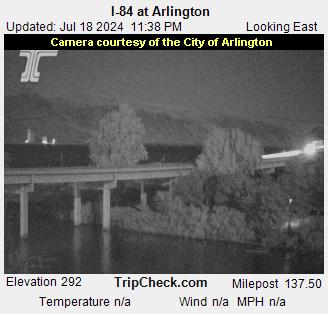 I-84 at Arlington
Updated: Jul 18 2024 11:38 PM Looking East
Camera courtesy of the City of Arlington
Elevation 292 TripCheck.com Milepost 137.50
Temperature n/a Wind n/a MPH n/a